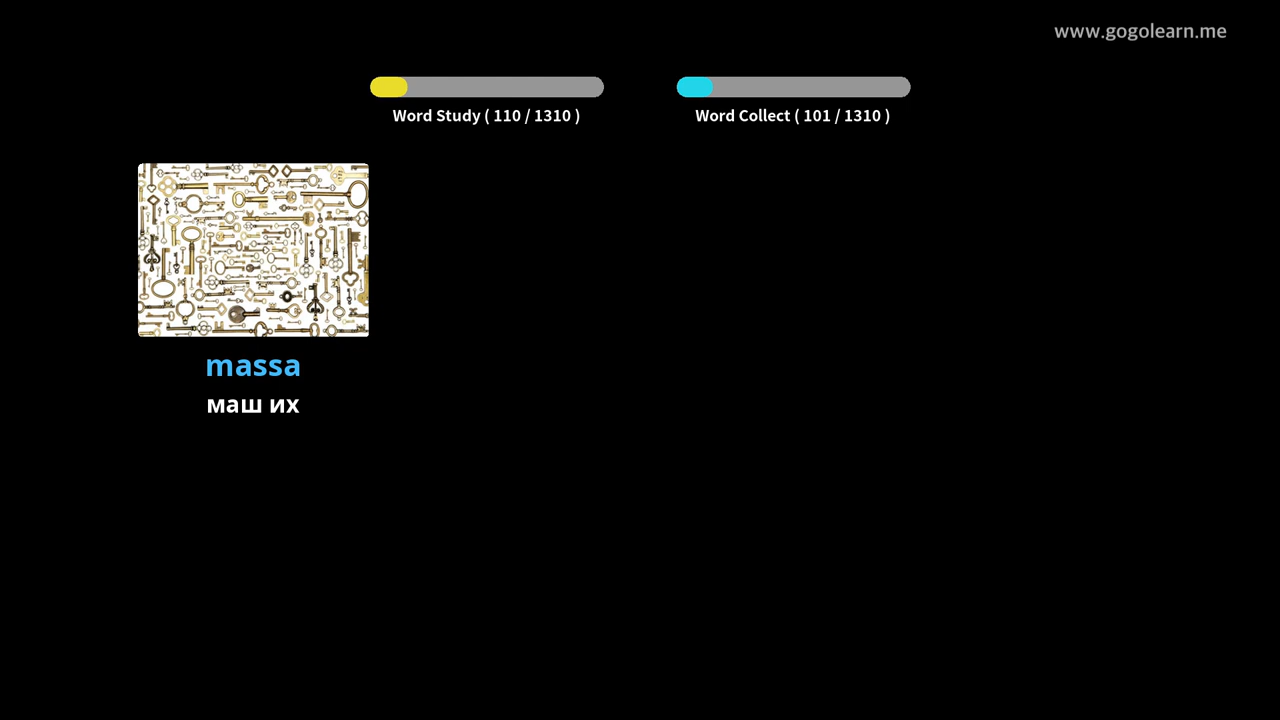 www.gogolearn.me
Word Study ( 110 / 1310 )
Word Collect ( 101 / 1310 )
massa
маш их